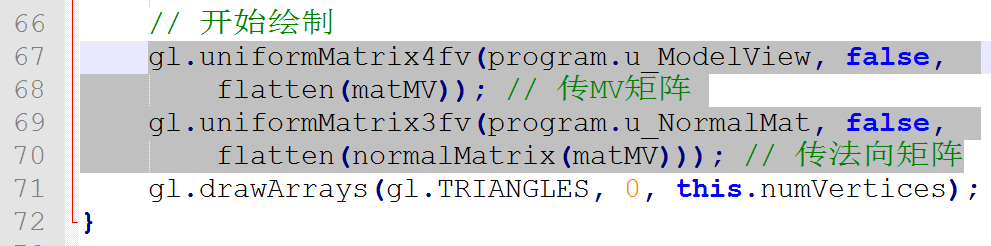 66 // 开始绘制
67 gl.uniformMatrix4fv(program.u_ModelView, false,
68 flatten(matMV)); // 传MV矩阵
69 gl.uniformMatrix3fv(program.u_NormalMat, false,
70 flatten(normalMatrix(matMV))); // 传法向矩阵
71 gl.drawArrays(gl.TRIANGLES, 0, this.numVertices);
72 }